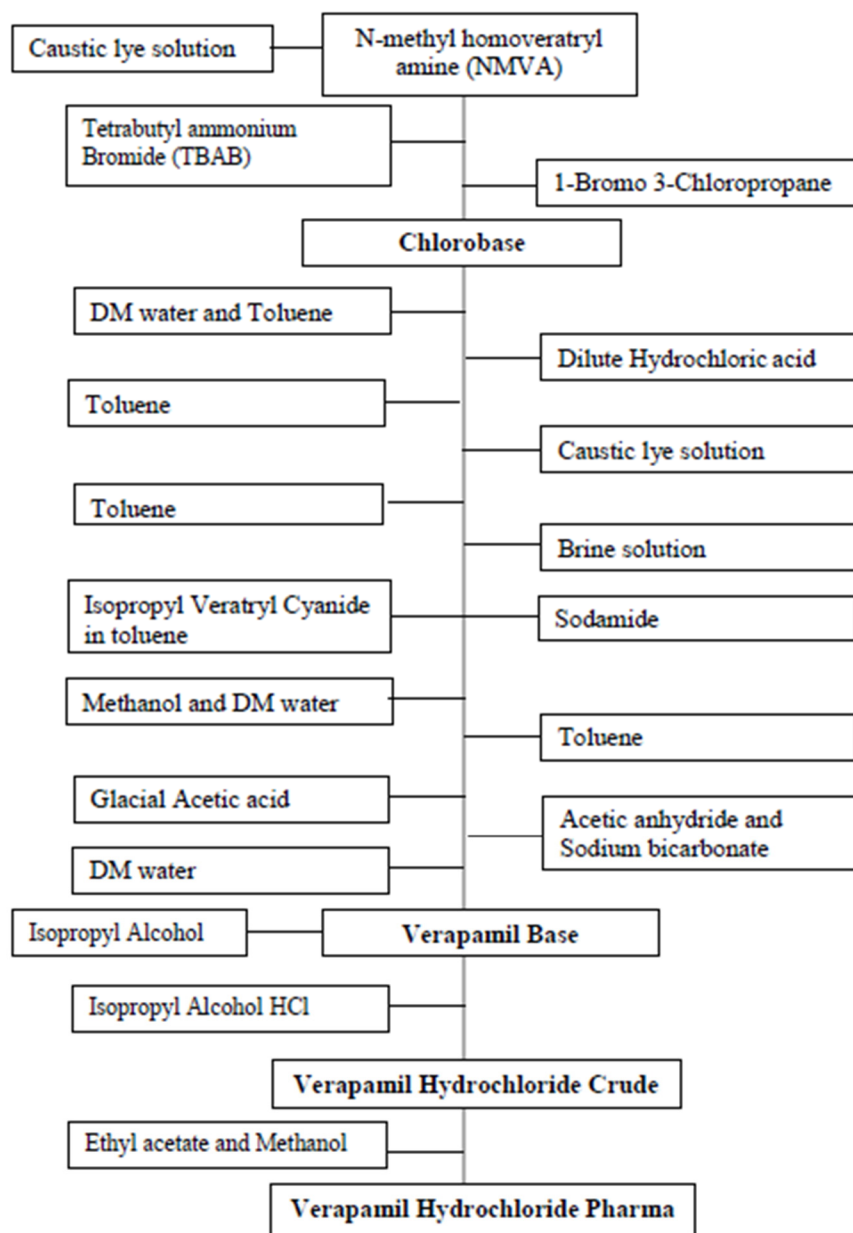 Caustic lye solution
N-methyl homoveratryl
amine (NMVA)
Tetrabutyl ammonium
Bromide (TBAB)
1-Bromo 3-Chloropropane
Chlorobase
DM water and Toluene
Dilute Hydrochloric acid
Toluene
Caustic lye solution
Toluene
Brine solution
Isopropyl Veratryl Cyanide
in toluene
Sodamide
Methanol and DM water
Toluene
Glacial Acetic acid
Acetic anhydride and
Sodium bicarbonate
DM water
Isopropyl Alcohol
Verapamil Base
Isopropyl Alcohol HCl
Verapamil Hydrochloride Crude
Ethyl acetate and Methanol
Verapamil Hydrochloride Pharma